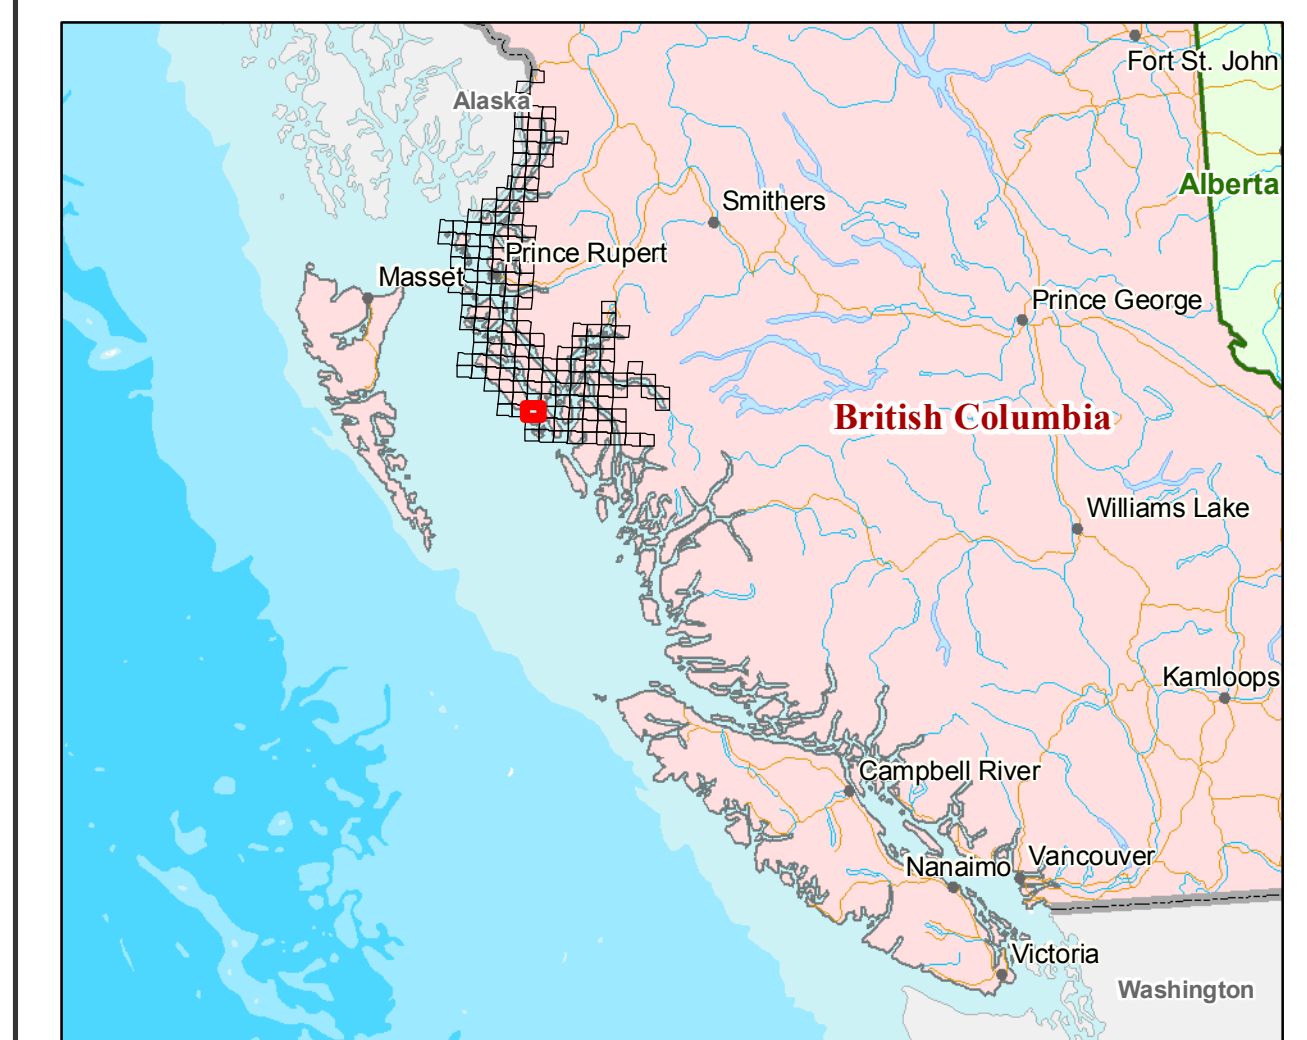 Fort St. John
Alaska
Alberta
Smithers
Prince Rupert
Masset
Prince George
British Columbia
Williams Lake
Kamloops
Campbell River
Vancouver
Nanaimo
Victoria
Washington